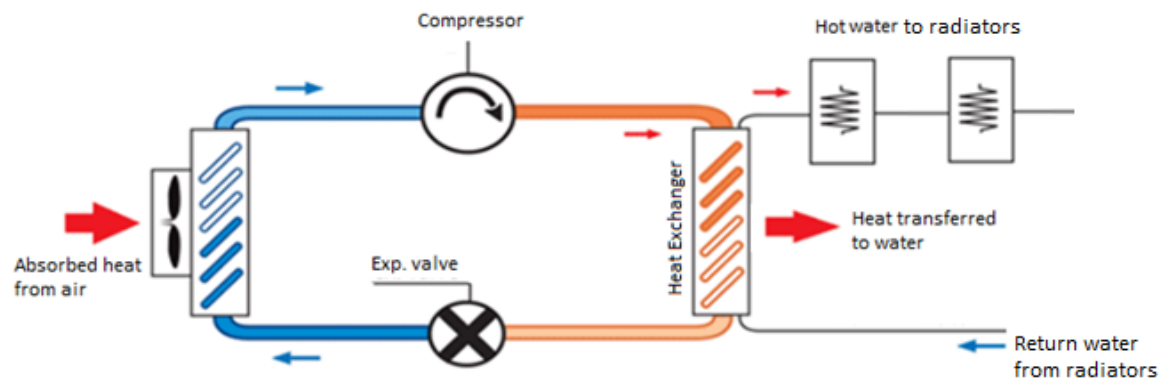 Compressor
Hot water to radiators
Heat Exchanger
Absorbed heat
from air
Exp. valve
Heat transferred
to water
Return water
from radiators